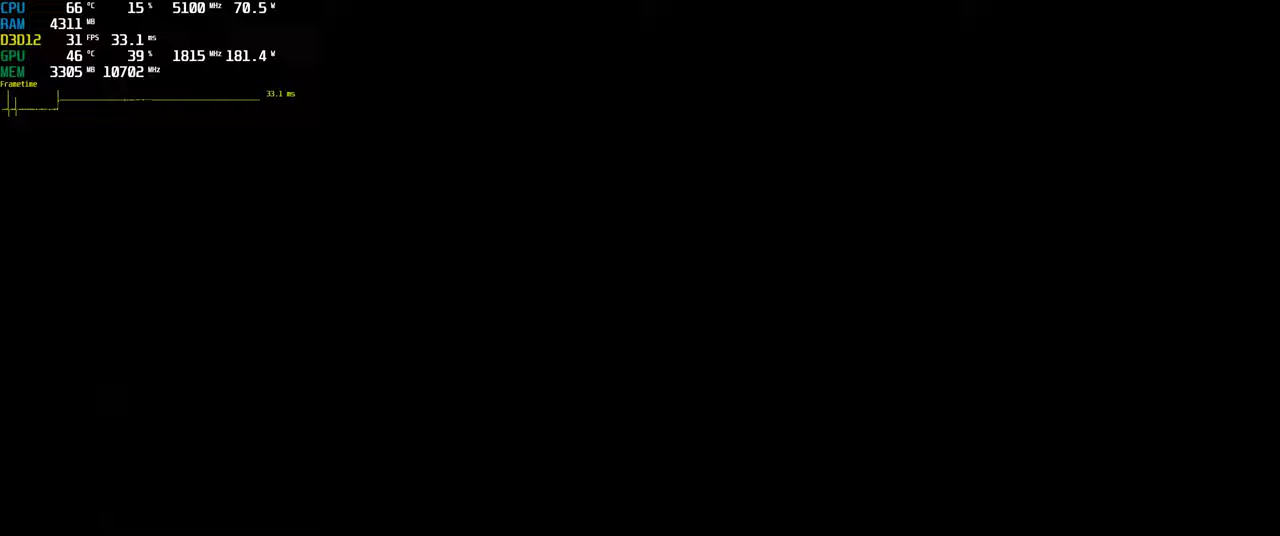 CPU 66 °C 15 % 5100 MHz 70.5 W
RAM 4311 MB
D3D12 31 FPS 33.1 ms
GPU 46 °C 39 % 1815 MHz 181.4 W
MEM 3305 MB 10702 MHz
Frametime
33.1 ms